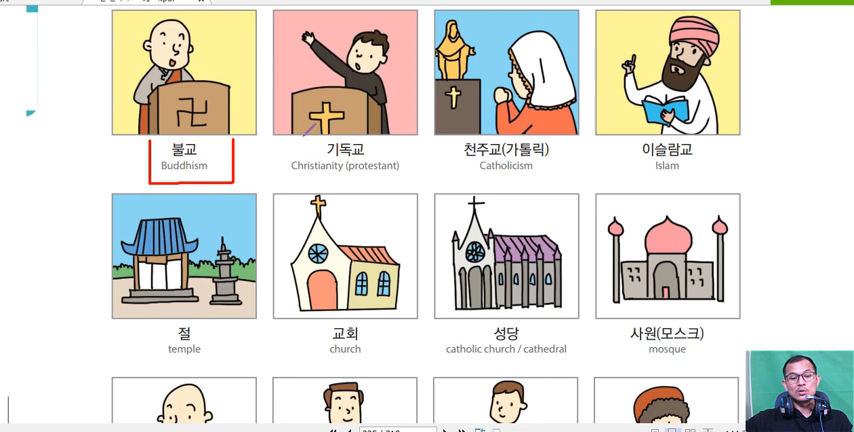 불교
Buddhism
기독교
Christianity (protestant)
천주교(가톨릭)
Catholicism
이슬람교
Islam
절
temple
교회
church
성당
catholic church / cathedral
사원(모스크)
mosque